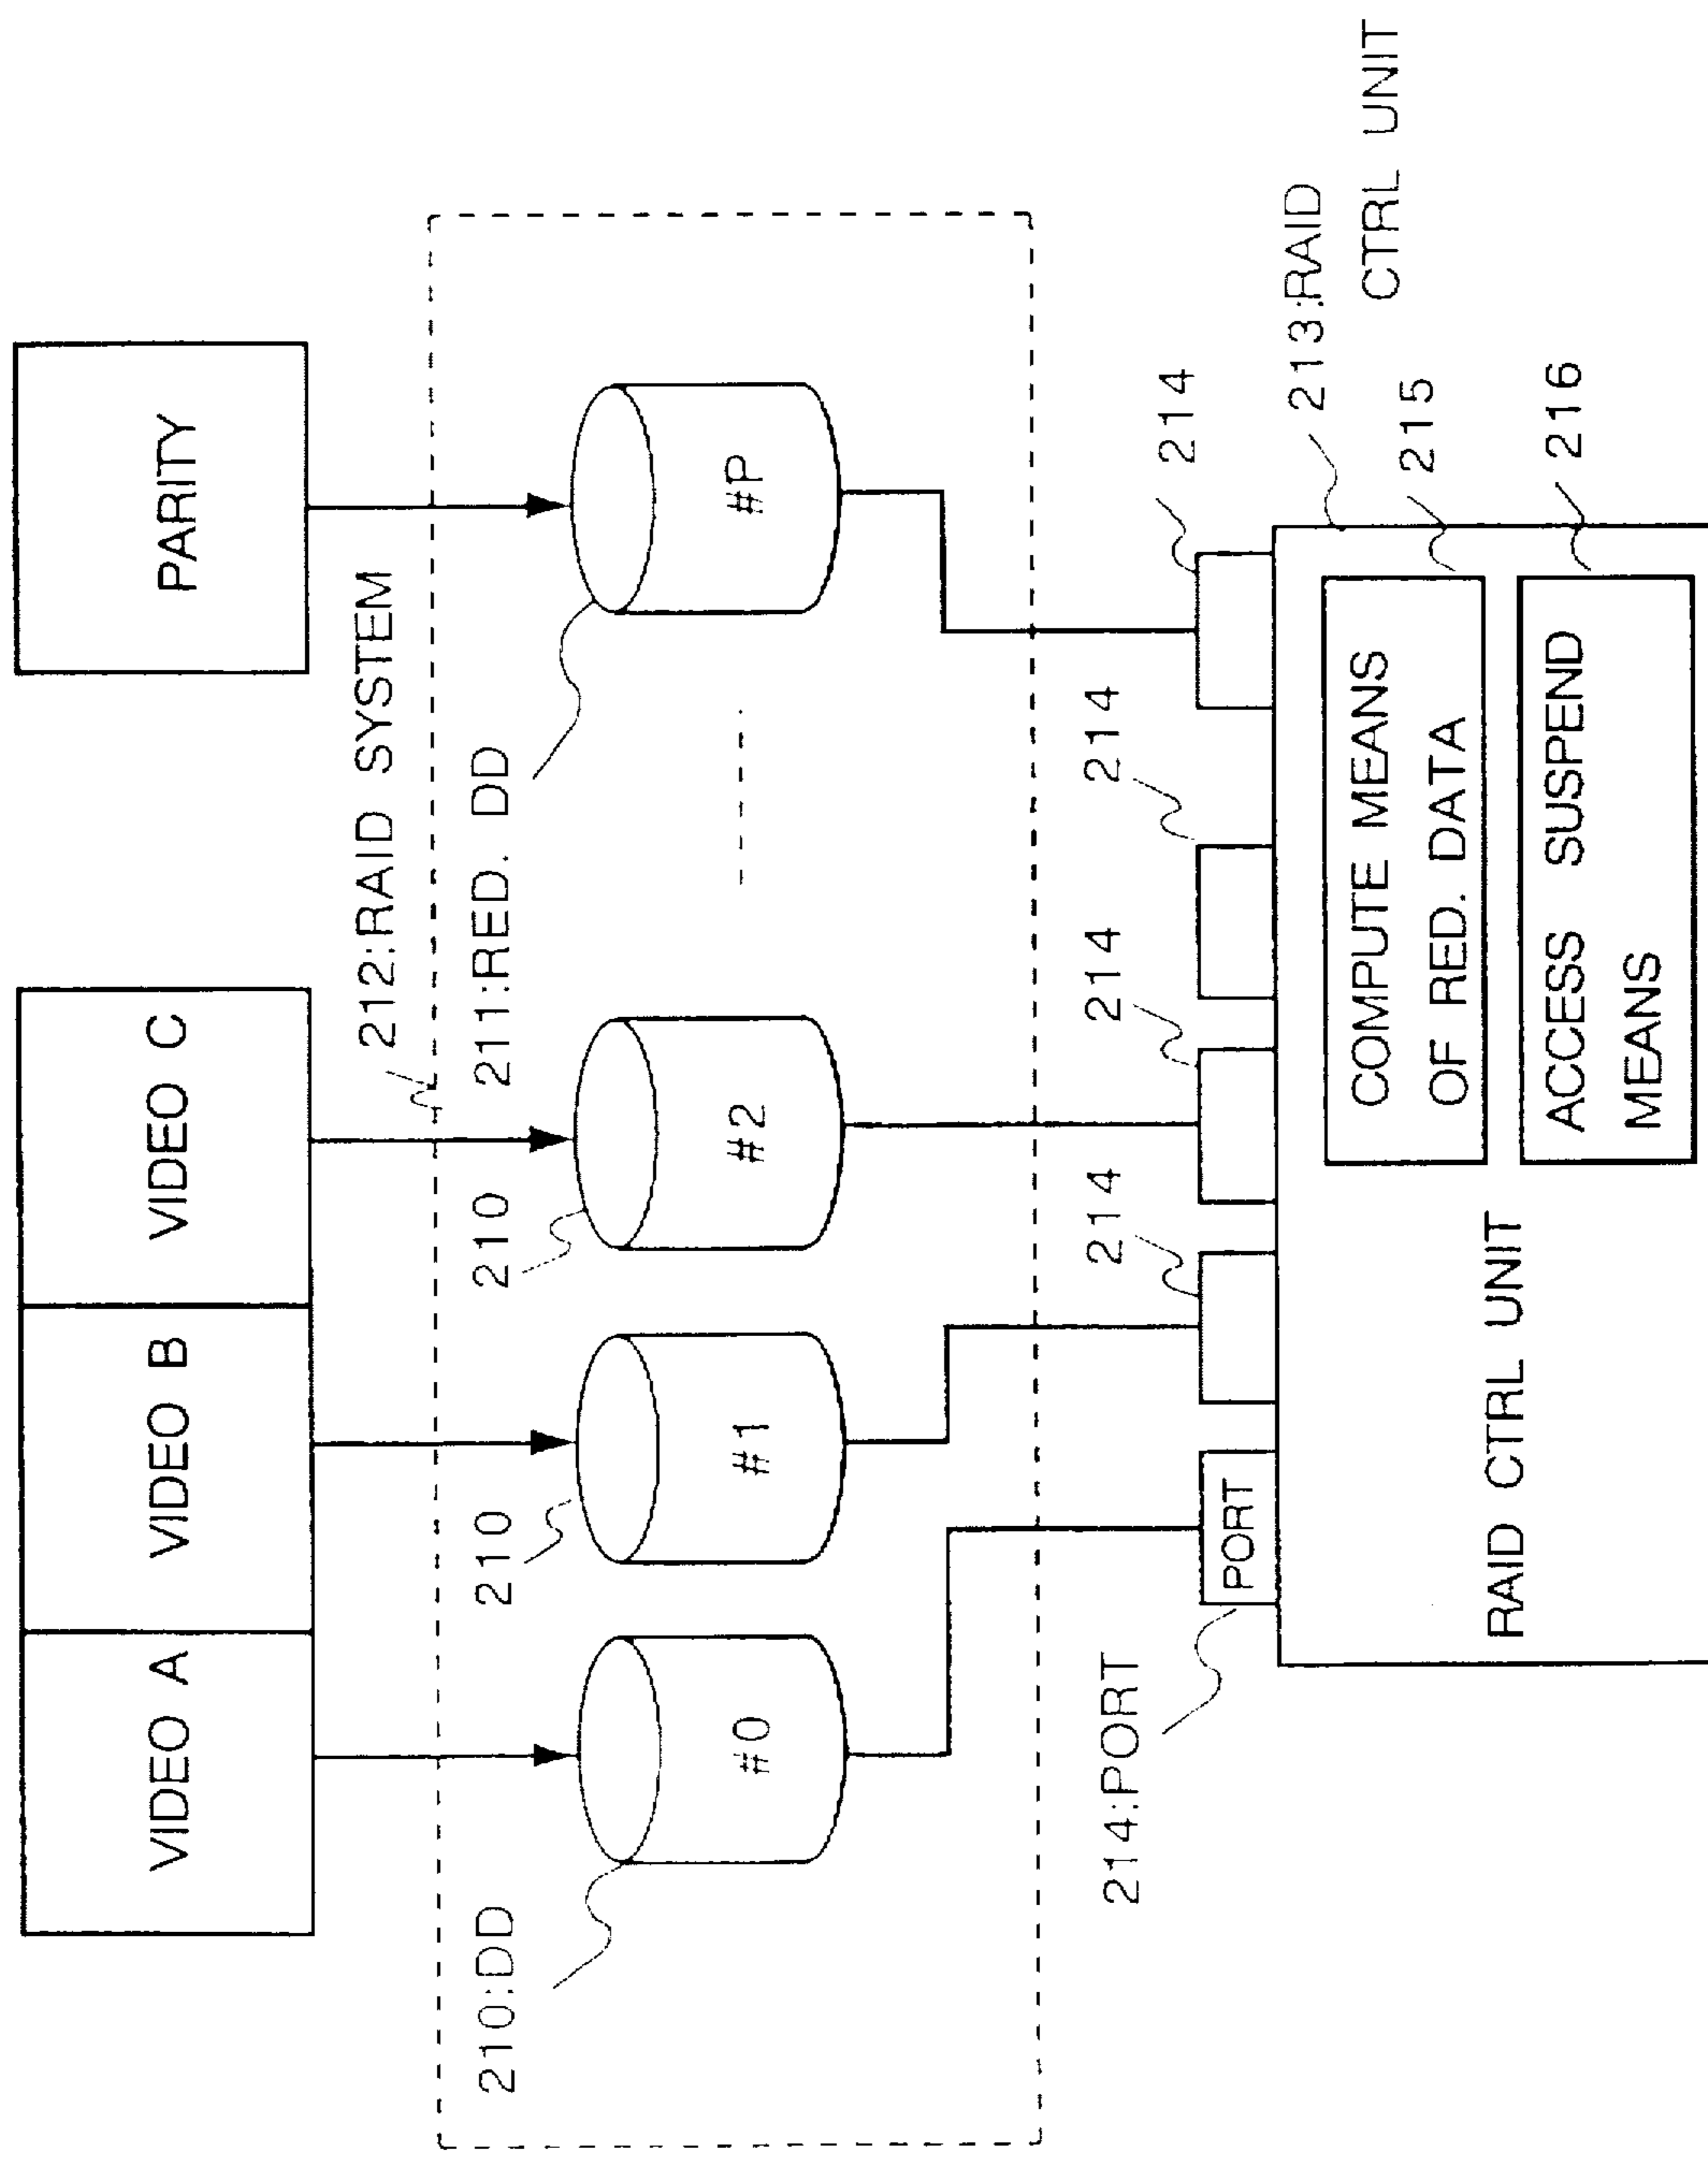 VIDEO A
VIDEO B
VIDEO C
PARITY
212:RAID SYSTEM
210:DD
210
210
211:RED. DD
#0
#1
#2
#P
214:PORT
214
214
214
214
PORT
213:RAID
CTRL UNIT
RAID CTRL UNIT
COMPUTE MEANS
OF RED. DATA
215
ACCESS SUSPEND
MEANS
216